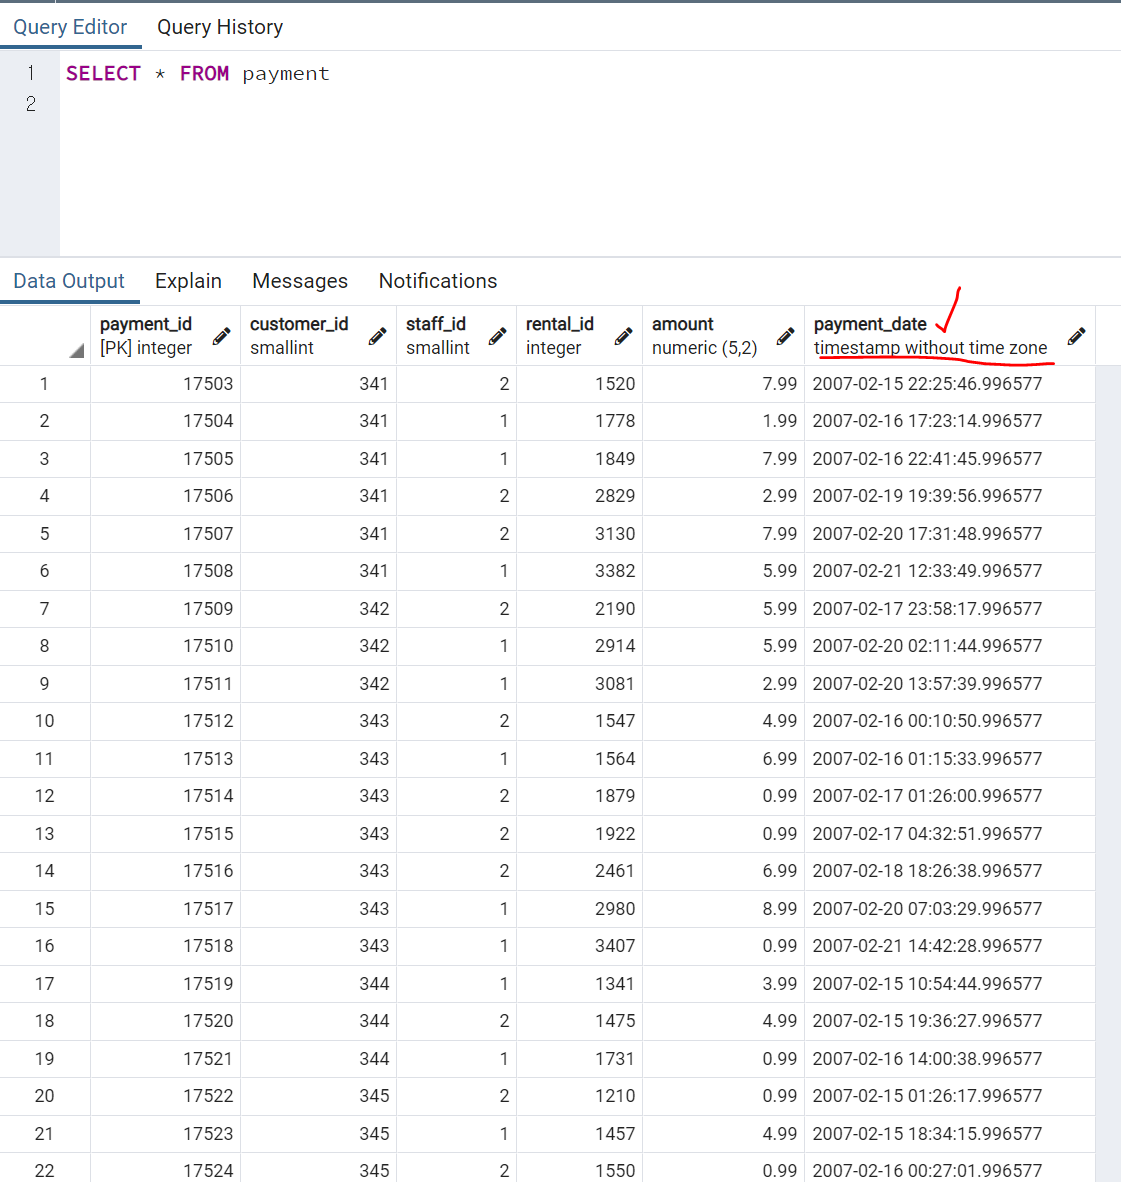 Query Editor Query History
1 SELECT * FROM payment
2
Data Output Explain Messages Notifications
payment_id customer_id staff_id rental_id amount payment_date
[PK] integer smallint smallint integer numeric (5,2) timestamp without time zone
1 17503 341 2 1520 7.99 2007-02-15 22:25:46.996577
2 17504 341 1 1778 1.99 2007-02-16 17:23:14.996577
3 17505 341 1 1849 7.99 2007-02-16 22:41:45.996577
4 17506 341 2 2829 2.99 2007-02-19 19:39:56.996577
5 17507 341 2 3130 7.99 2007-02-20 17:31:48.996577
6 17508 341 1 3382 5.99 2007-02-21 12:33:49.996577
7 17509 342 2 2190 5.99 2007-02-17 23:58:17.996577
8 17510 342 1 2914 5.99 2007-02-20 02:11:44.996577
9 17511 342 1 3081 2.99 2007-02-20 13:57:39.996577
10 17512 343 2 1547 4.99 2007-02-16 00:10:50.996577
11 17513 343 1 1564 6.99 2007-02-16 01:15:33.996577
12 17514 343 2 1879 0.99 2007-02-17 01:26:00.996577
13 17515 343 2 1922 0.99 2007-02-17 04:32:51.996577
14 17516 343 2 2461 6.99 2007-02-18 18:26:38.996577
15 17517 343 1 2980 8.99 2007-02-20 07:03:29.996577
16 17518 343 1 3407 0.99 2007-02-21 14:42:28.996577
17 17519 344 1 1341 3.99 2007-02-15 10:54:44.996577
18 17520 344 2 1475 4.99 2007-02-15 19:36:27.996577
19 17521 344 1 1731 0.99 2007-02-16 14:00:38.996577
20 17522 345 2 1210 0.99 2007-02-15 01:26:17.996577
21 17523 345 1 1457 4.99 2007-02-15 18:34:15.996577
22 17524 345 2 1550 0.99 2007-02-16 00:27:01.996577